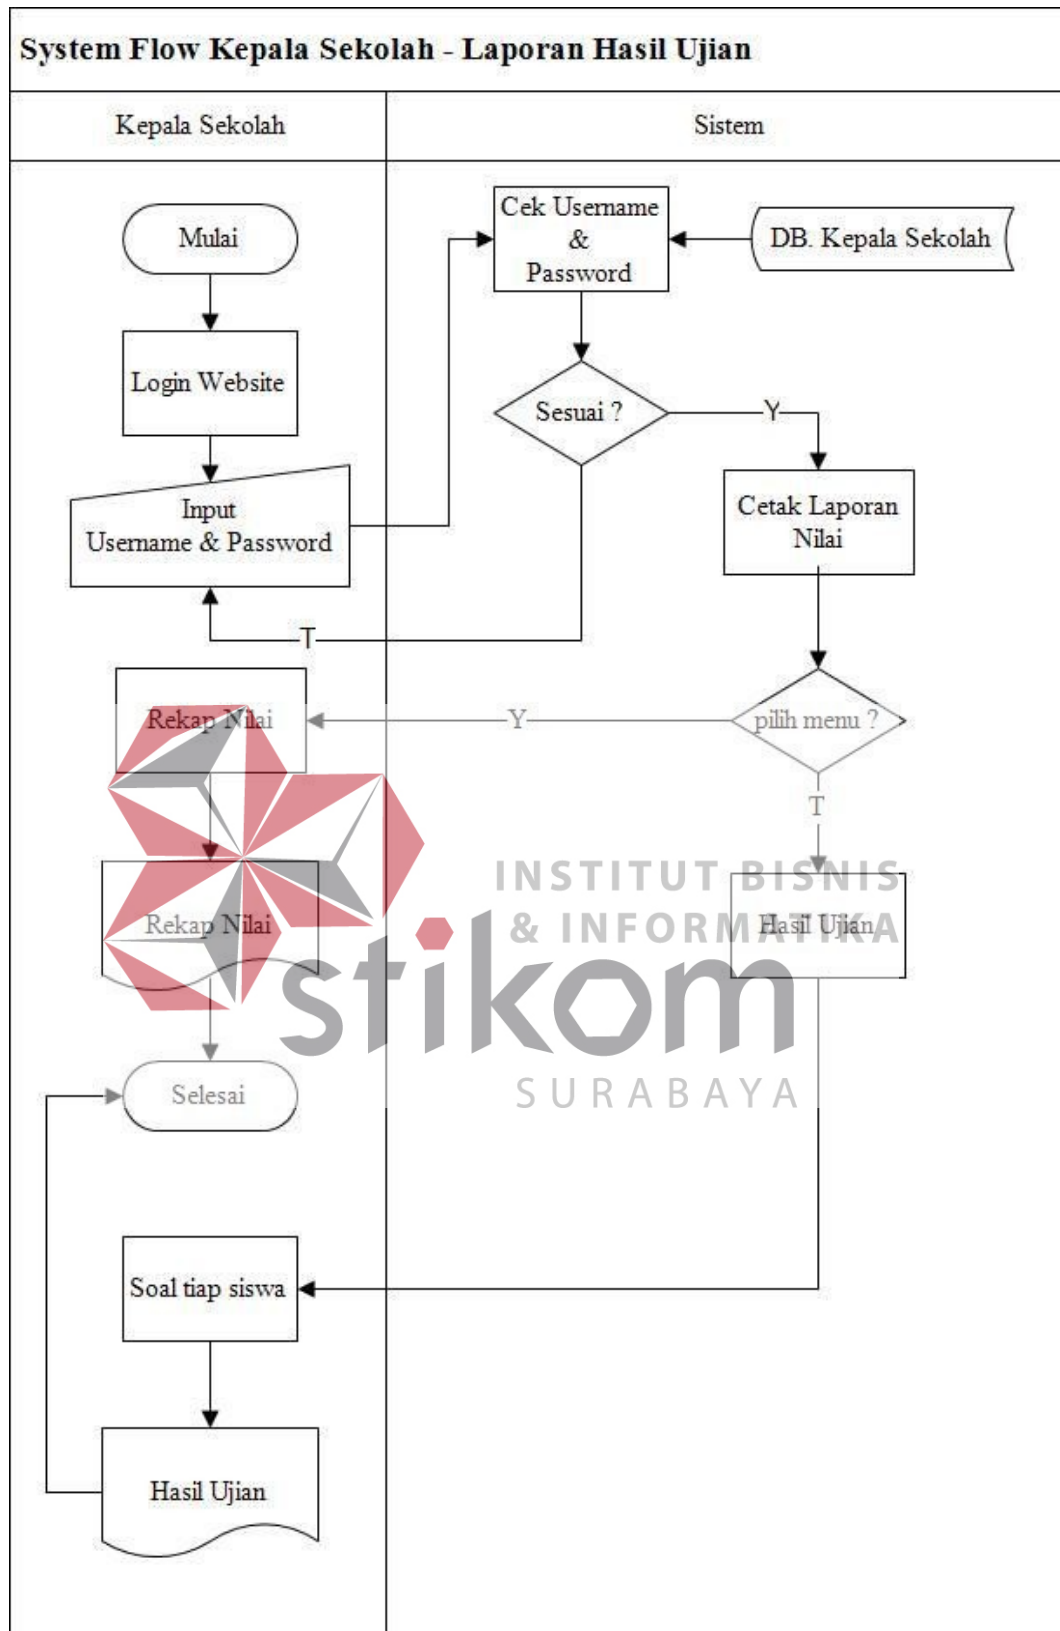 System Flow Kepala Sekolah - Laporan Hasil Ujian
Kepala Sekolah
Sistem
Mulai
Login Website
Input
Username & Password
Cek Username
&
Password
DB. Kepala Sekolah
Sesuai ?
Y
T
Cetak Laporan
Nilai
pilih menu ?
Y
T
Rekap Nilai
Rekap Nilai
Hasil Ujian
Selesai
Soal tiap siswa
Hasil Ujian
INSTITUT BISNIS
& INFORMATIKA
stikom
SURABAYA